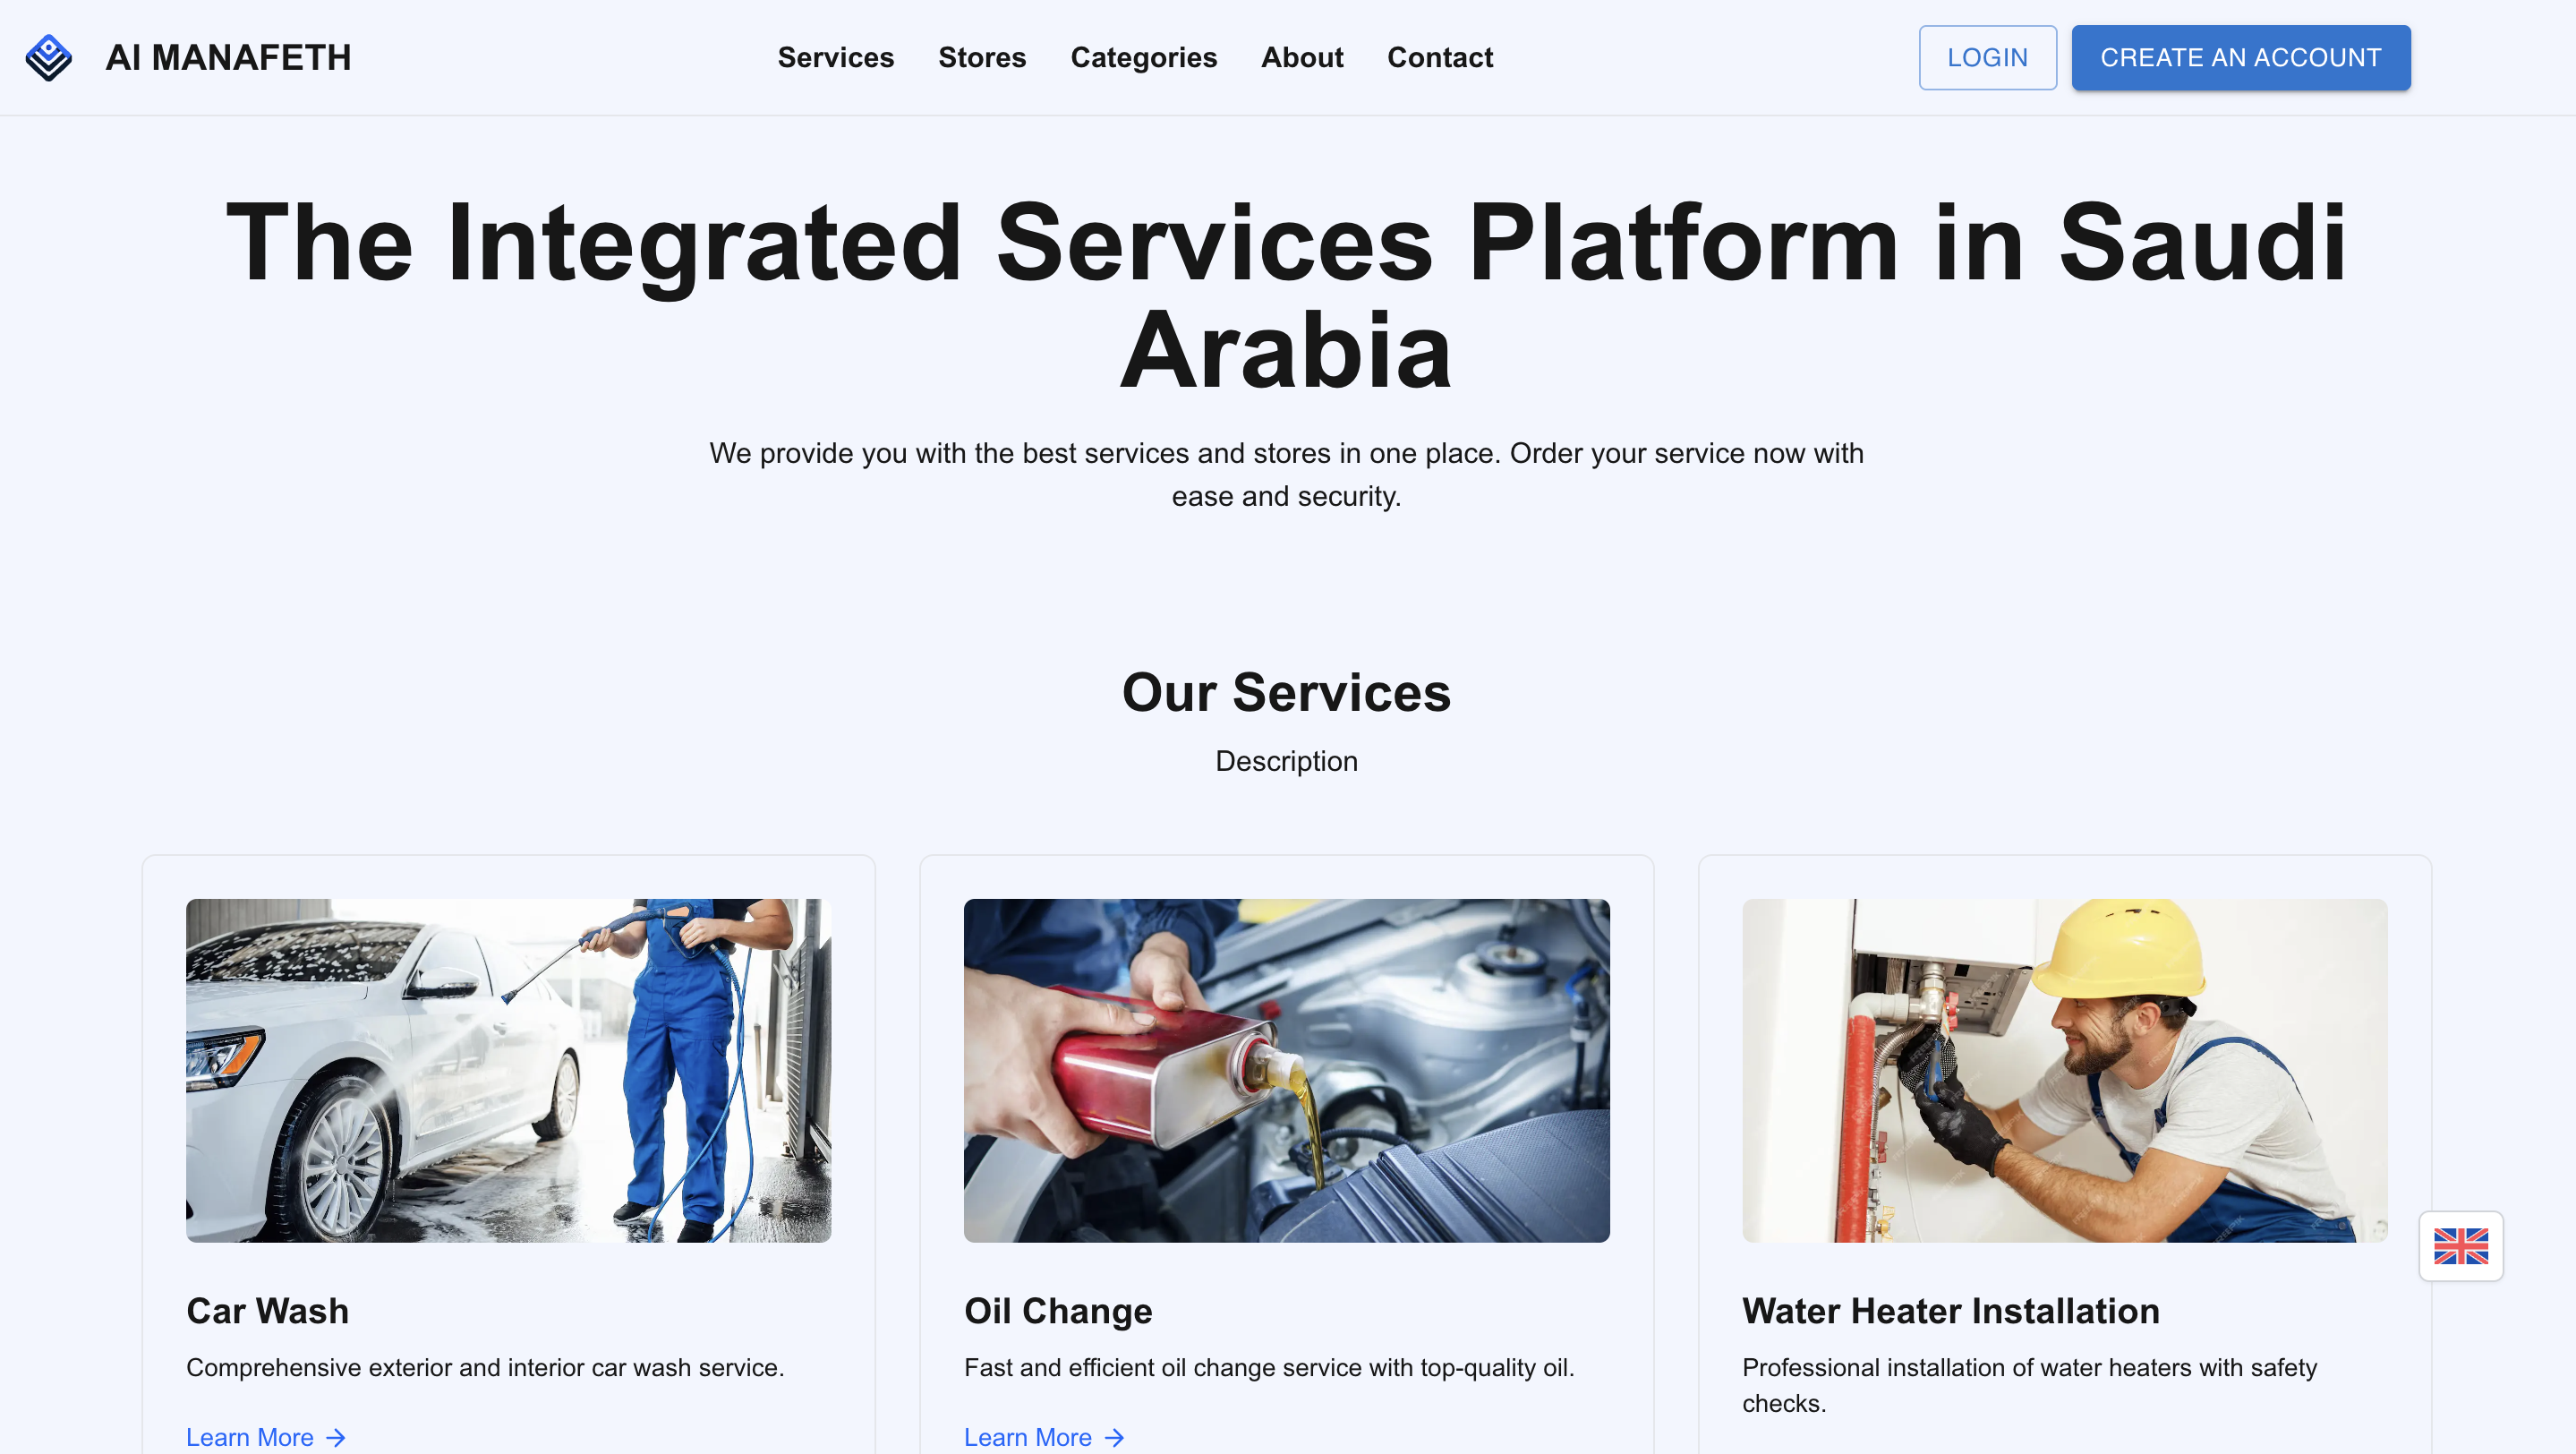 AI MANAFETH
Services
Stores
Categories
About
Contact
LOGIN
CREATE AN ACCOUNT
The Integrated Services Platform in Saudi
Arabia
We provide you with the best services and stores in one place. Order your service now with
ease and security.
Our Services
Description
Car Wash
Comprehensive exterior and interior car wash service.
Learn More
Oil Change
Fast and efficient oil change service with top-quality oil.
Learn More
Water Heater Installation
Professional installation of water heaters with safety
checks.